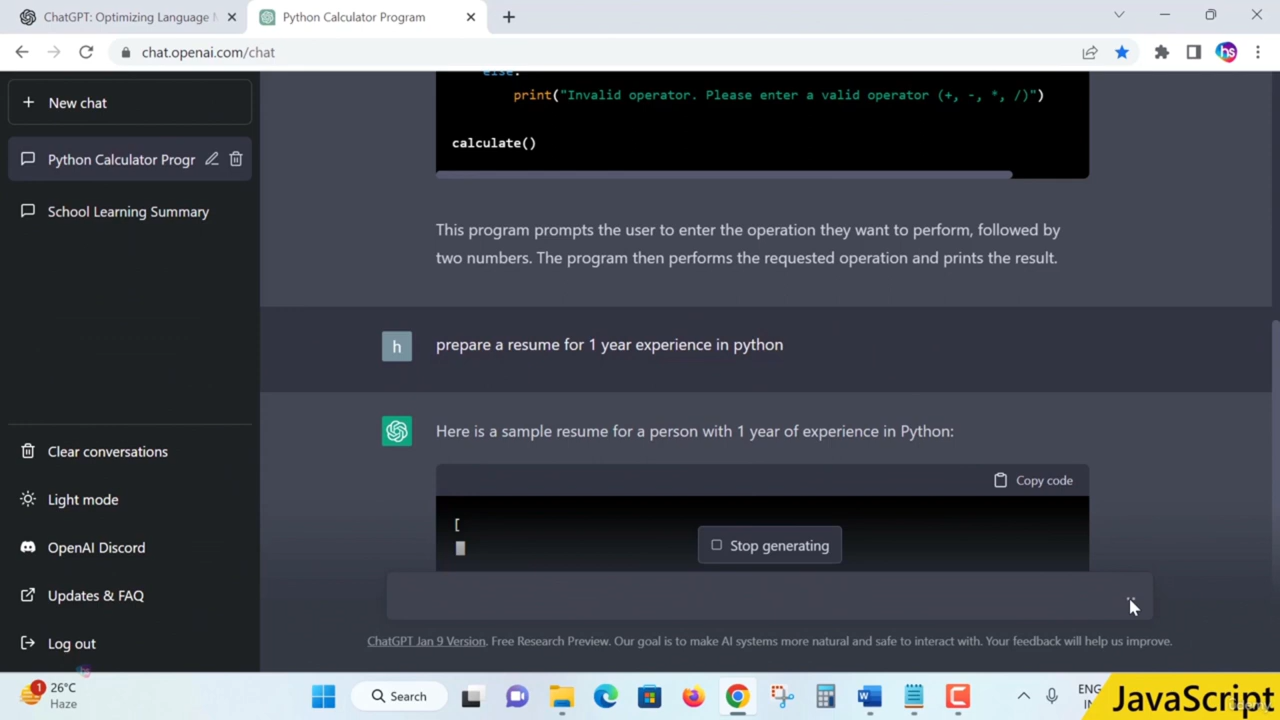 ChatGPT: Optimizing Language
Python Calculator Program
chat.openai.com/chat
hs
New chat
Python Calculator Progr
School Learning Summary
Clear conversations
Light mode
OpenAI Discord
Updates & FAQ
Log out
else:
print("Invalid operator. Please enter a valid operator (+, -, *, /)")
calculate()
This program prompts the user to enter the operation they want to perform, followed by
two numbers. The program then performs the requested operation and prints the result.
h
prepare a resume for 1 year experience in python
Here is a sample resume for a person with 1 year of experience in Python:
Copy code
[
Stop generating
ChatGPT Jan 9 Version. Free Research Preview. Our goal is to make AI systems more natural and safe to interact with. Your feedback will help us improve.
1
26°C
Haze
Search
ENG
IN
JavaScript
Udemy